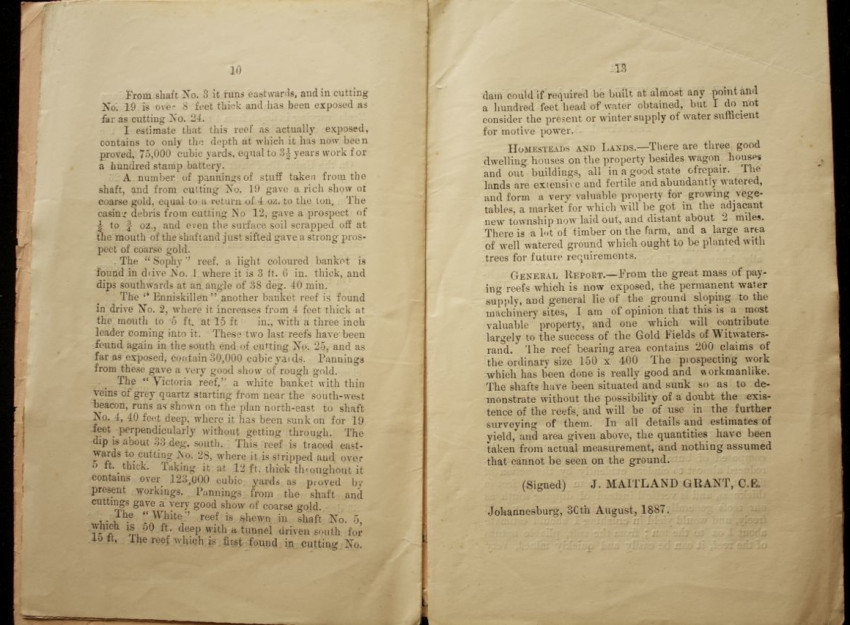 10
From shaft No. 3 it runs eastwards, and in cutting
No. 19 is over 8 feet thick and has been exposed as
far as cutting No. 24.
I estimate that this reef as actually exposed,
contains to only the depth at which it has now been
proved, 75,000 cubic yards, equal to 3½ years work for
a hundred stamp battery.
A number of pannings of stuff taken from the
shaft, and from cutting No. 19 gave a rich show ot
coarse gold, equal to a return of 4 oz. to the ton, The
casing debris from cutting No 12, gave a prospect of
to ¾ oz., and even the surface soil scrapped off at
the mouth of the shaft and just sifted gave a strong pros-
pect of coarse gold.
The "Sophy" reef, a light coloured banket is
found in drive No. 1 where it is 3 ft. 6 in. thick, and
dips southwards at an angle of 38 deg. 40 min.
The "Enniskillen" another banket reef is found
in drive No. 2, where it increases from 4 feet thick at
the mouth to 5 ft, at 15 ft in., with a three inch
leader coming into it. These two last reefs have been
found again in the south end of cutting No. 25, and as
far as exposed, contain 30,000 cubic yards. Pannings
from these gave a very good show of rough gold.
The "Victoria reef," a white banket with thin
veins of grey quartz starting from near the south-west
beacon, runs as shown on the plan north-east to shaft
No. 4, 40 feet deep, where it has been sunk on for 19
feet perpendicularly without getting through. The
dip is about 33 deg. south. This reef is traced east-
wards to cutting No. 28, where it is stripped and over
5 ft. thick. Taking it at 12 ft. thick throughout it
contains over 123,000 cubic yards as proved by
present workings. Pannings from the shaft and
cuttings gave a very good show of coarse gold.
The "White" reef is shewn in shaft No. 5,
which is 50 ft. deep with a tunnel driven south for
15 ft. The reef which is first found in cutting No.
13
dam could if required be built at almost any point and
a hundred feet head of water obtained, but I do not
consider the present or winter supply of water sufficient
for motive power.
HOMESTEADS AND LANDS.—There are three good
dwelling houses on the property besides wagon houses
and out buildings, all in a good state ofrepair. The
lands are extensive and fertile and abundantly watered,
and form a very valuable property for growing vege-
tables, a market for which will be got in the adjacent
new township now laid out, and distant about 2 miles.
There is a lot of timber on the farm, and a large area
of well watered ground which ought to be planted with
trees for future requirements.
GENERAL REPORT.—From the great mass of pay-
ing reefs which is now exposed, the permanent water
supply, and general lie of the ground sloping to the
machinery sites, I am of opinion that this is a most
valuable property, and one which will contribute
largely to the success of the Gold Fields of Witwaters-
rand. The reef bearing area contains 200 claims of
the ordinary size 150 x 400 The prospecting work
which has been done is really good and workmanlike.
The shafts have been situated and sunk so as to de-
monstrate without the possibility of a doubt the exis-
tence of the reefs, and will be of use in the further
surveying of them. In all details and estimates of
yield, and area given above, the quantities have been
taken from actual measurement, and nothing assumed
that cannot be seen on the ground.
(Signed) J. MAITLAND GRANT, C.E.
Johannesburg, 30th August, 1887.